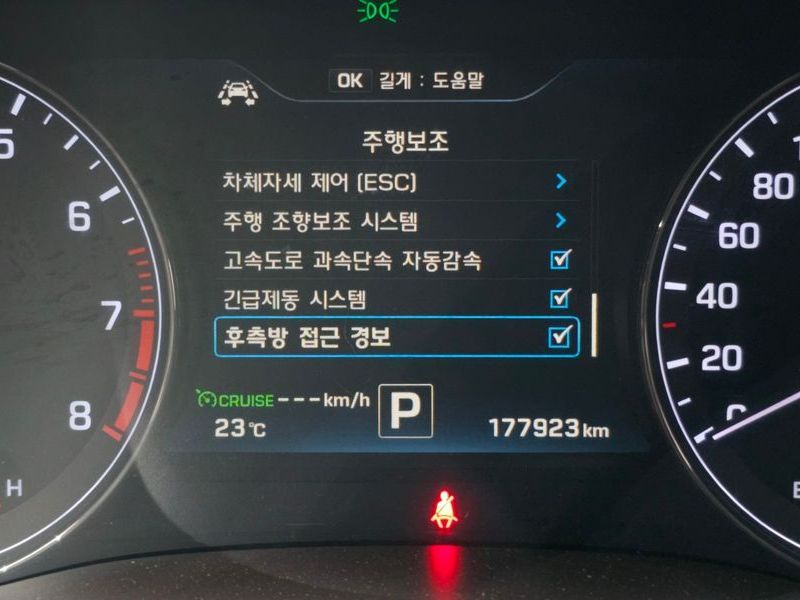 OK 길게 : 도움말
주행보조
차체자세 제어 (ESC)
주행 조향보조 시스템
고속도로 과속단속 자동감속
긴급제동 시스템
후측방 접근 경보
CRUISE---km/h
P
23℃
177923km
5
6
7
8
H
80
60
40
20
0